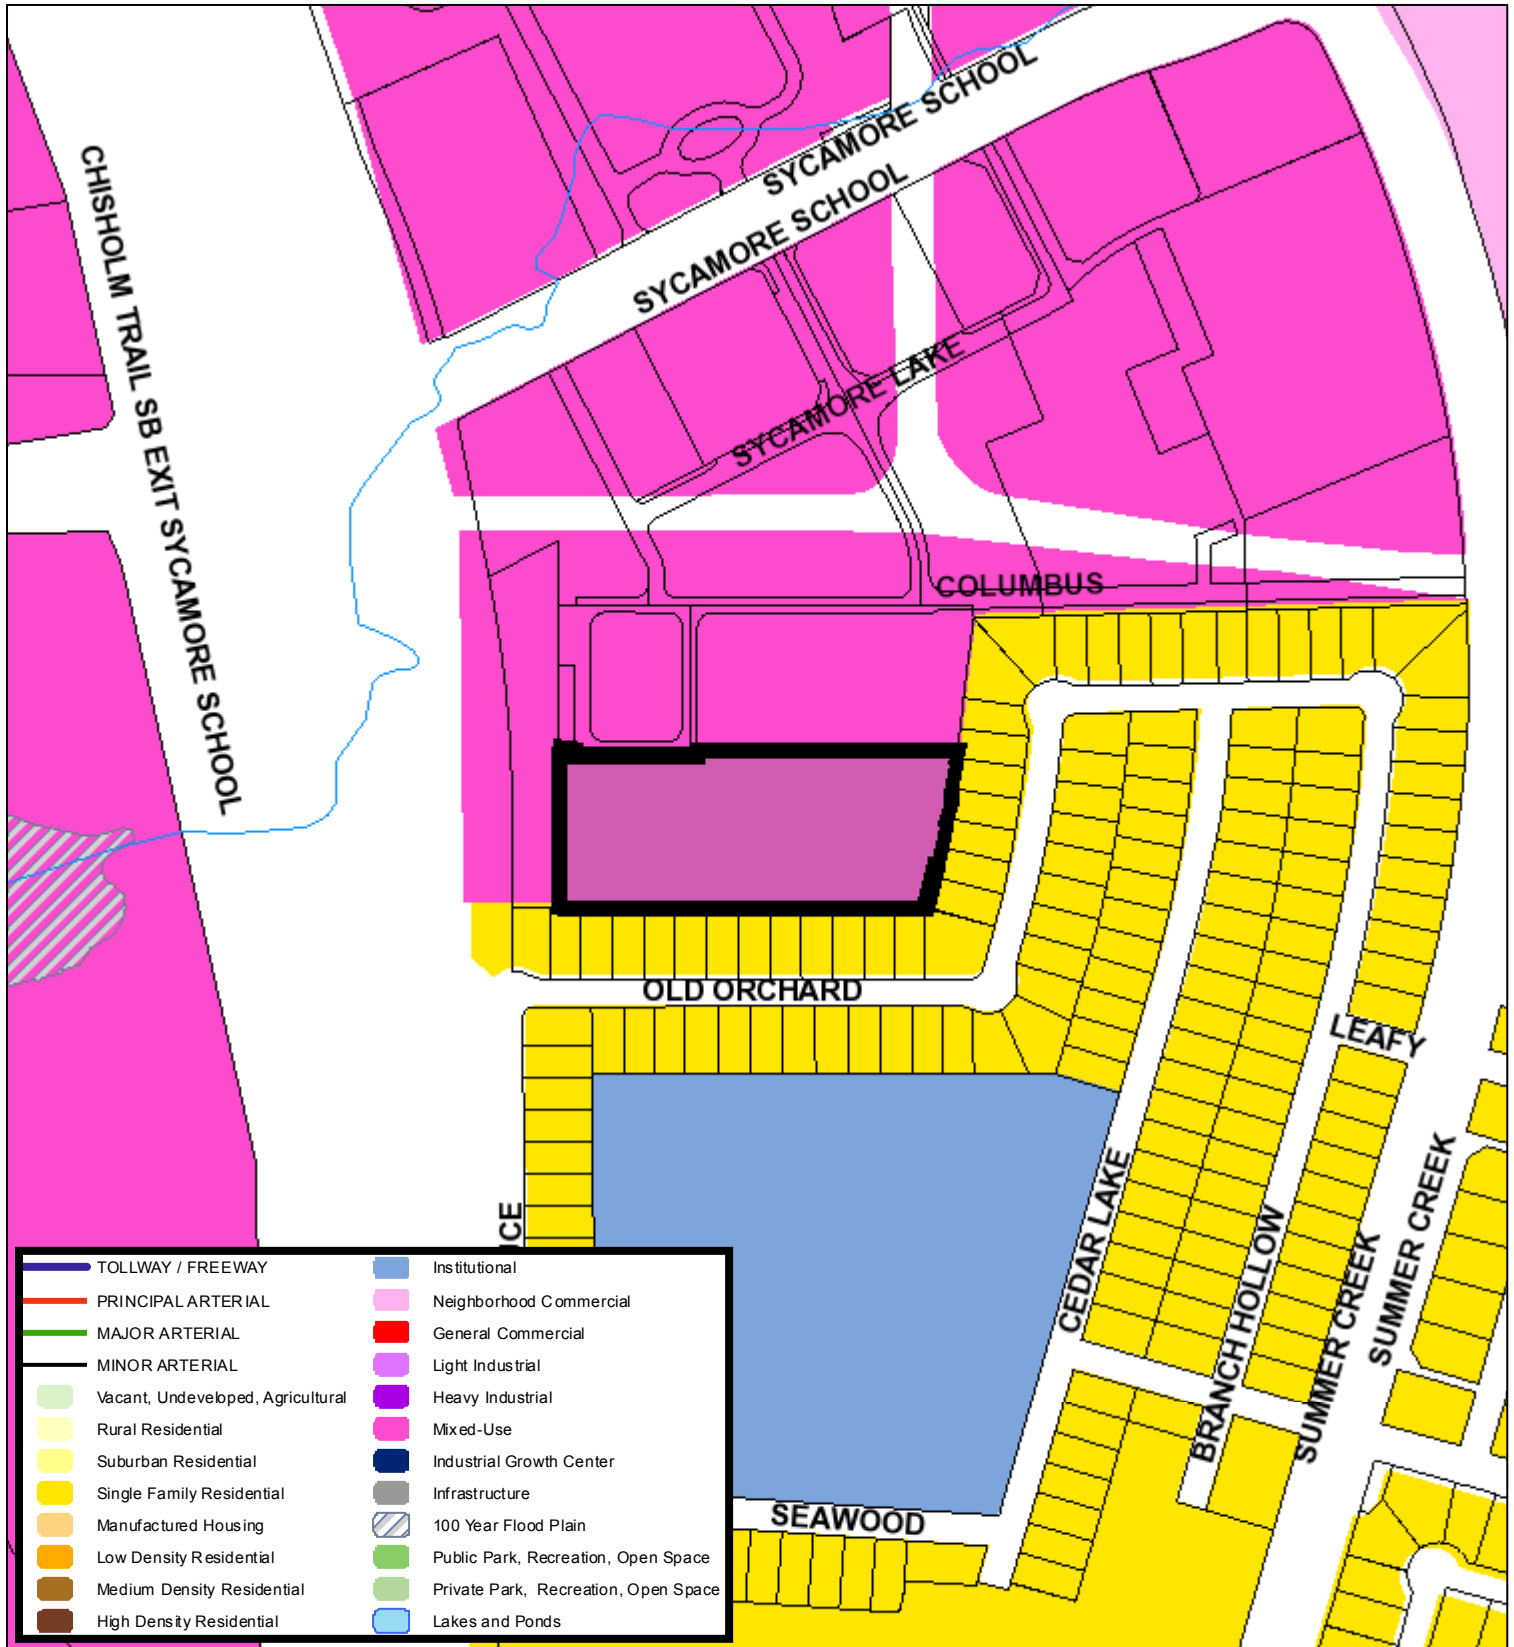 SYCAMORE SCHOOL
SYCAMORE SCHOOL
CHISHOLM TRAIL SB EXIT SYCAMORE SCHOOL
SYCAMORE LAKE
COLUMBUS
OLD ORCHARD
LEAFY
CEDAR LAKE
BRANCH HOLLOW
SUMMER CREEK
SUMMER CREEK
SEAWOOD
TOLLWAY / FREEWAY
PRINCIPAL ARTERIAL
MAJOR ARTERIAL
MINOR ARTERIAL
Vacant, Undeveloped, Agricultural
Rural Residential
Suburban Residential
Single Family Residential
Manufactured Housing
Low Density Residential
Medium Density Residential
High Density Residential
Institutional
Neighborhood Commercial
General Commercial
Light Industrial
Heavy Industrial
Mixed-Use
Industrial Growth Center
Infrastructure
100 Year Flood Plain
Public Park, Recreation, Open Space
Private Park, Recreation, Open Space
Lakes and Ponds